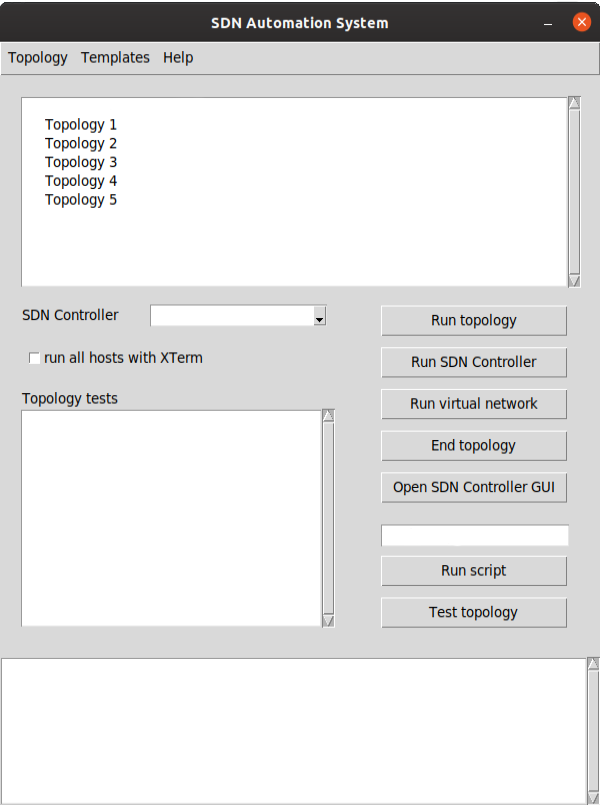 SDN Automation System
Topology Templates Help
Topology 1
Topology 2
Topology 3
Topology 4
Topology 5
SDN Controller
run all hosts with XTerm
Topology tests
Run topology
Run SDN Controller
Run virtual network
End topology
Open SDN Controller GUI
Run script
Test topology